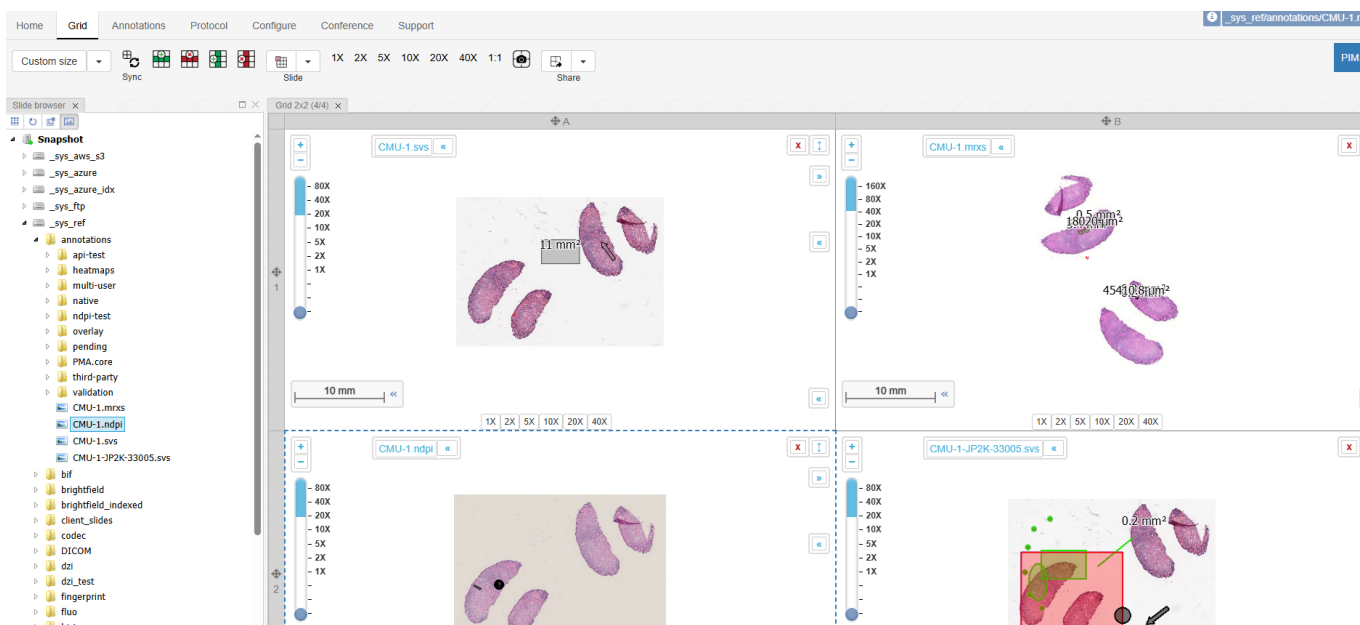 Home Grid Annotations Protocol Configure Conference Support
_sys_ref/annotations/CMU-1.
Custom size
Sync
Slide
1X 2X 5X 10X 20X 40X 1:1
Share
PIM
Slide browser x
Grid 2x2 (4/4) x
Snapshot
_sys_aws_s3
_sys_azure
_sys_azure_idx
_sys_ftp
_sys_ref
annotations
api-test
heatmaps
multi-user
native
ndpi-test
overlay
pending
PMA.core
third-party
validation
CMU-1.mrxs
CMU-1.ndpi
CMU-1.svs
CMU-1-JP2K-33005.svs
bif
brightfield
brightfield_indexed
client_slides
codec
DICOM
dzi
dzi_test
fingerprint
fluo
A
B
1
2
+
−
CMU-1.svs «
x
»
«
80X
40X
20X
10X
5X
2X
1X
11 mm²
10 mm «
«
1X 2X 5X 10X 20X 40X
+
−
CMU-1.mrxs «
x
160X
80X
40X
20X
10X
5X
2X
1X
0.5 mm²
10 mm «
1X 2X 5X 10X 20X 40X
+
−
CMU-1.ndpi «
x
»
«
80X
40X
20X
10X
5X
2X
1X
+
−
CMU-1-JP2K-33005.svs «
x
80X
40X
20X
10X
5X
2X
1X
0.2 mm²